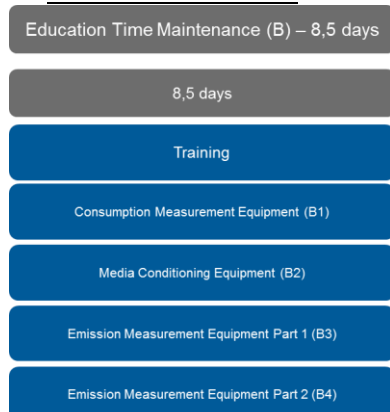 Education Time Maintenance (B) – 8,5 days
8,5 days
Training
Consumption Measurement Equipment (B1)
Media Conditioning Equipment (B2)
Emission Measurement Equipment Part 1 (B3)
Emission Measurement Equipment Part 2 (B4)